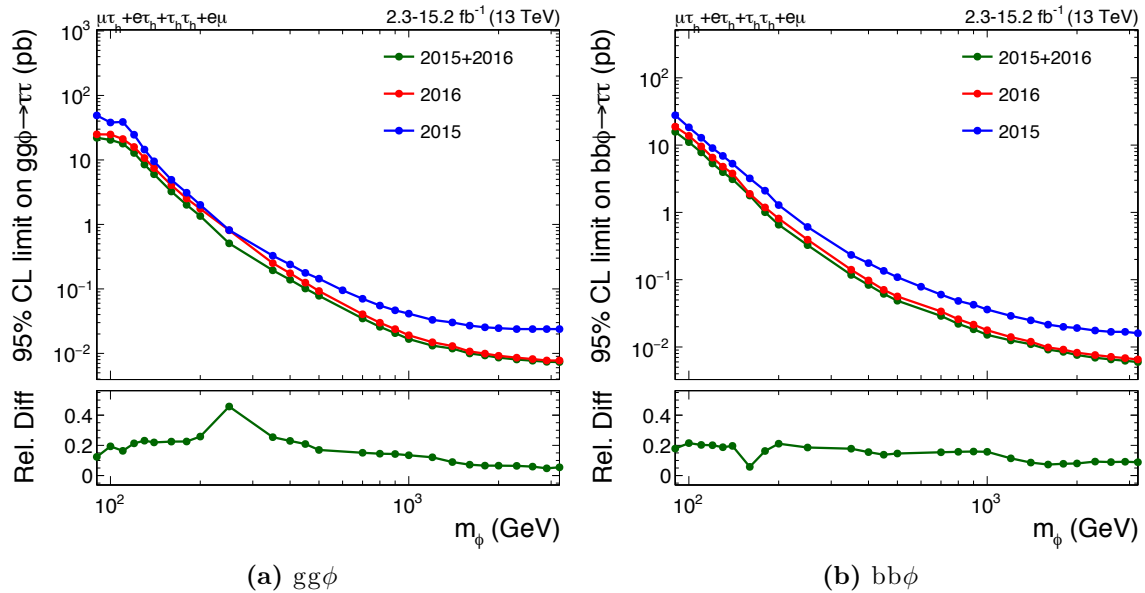 μτh+eτh+τhτh+eμ 2.3-15.2 fb⁻¹ (13 TeV)
95% CL limit on ggφ→ττ (pb)
10³
10²
10
1
10⁻¹
10⁻²
2015+2016
2016
2015
Rel. Diff
0.4
0.2
0
10² 10³
mφ (GeV)
(a) ggφ
μτh+eτh+τhτh+eμ 2.3-15.2 fb⁻¹ (13 TeV)
95% CL limit on bbφ→ττ (pb)
10²
10
1
10⁻¹
10⁻²
2015+2016
2016
2015
Rel. Diff
0.4
0.2
0
10² 10³
mφ (GeV)
(b) bbφ